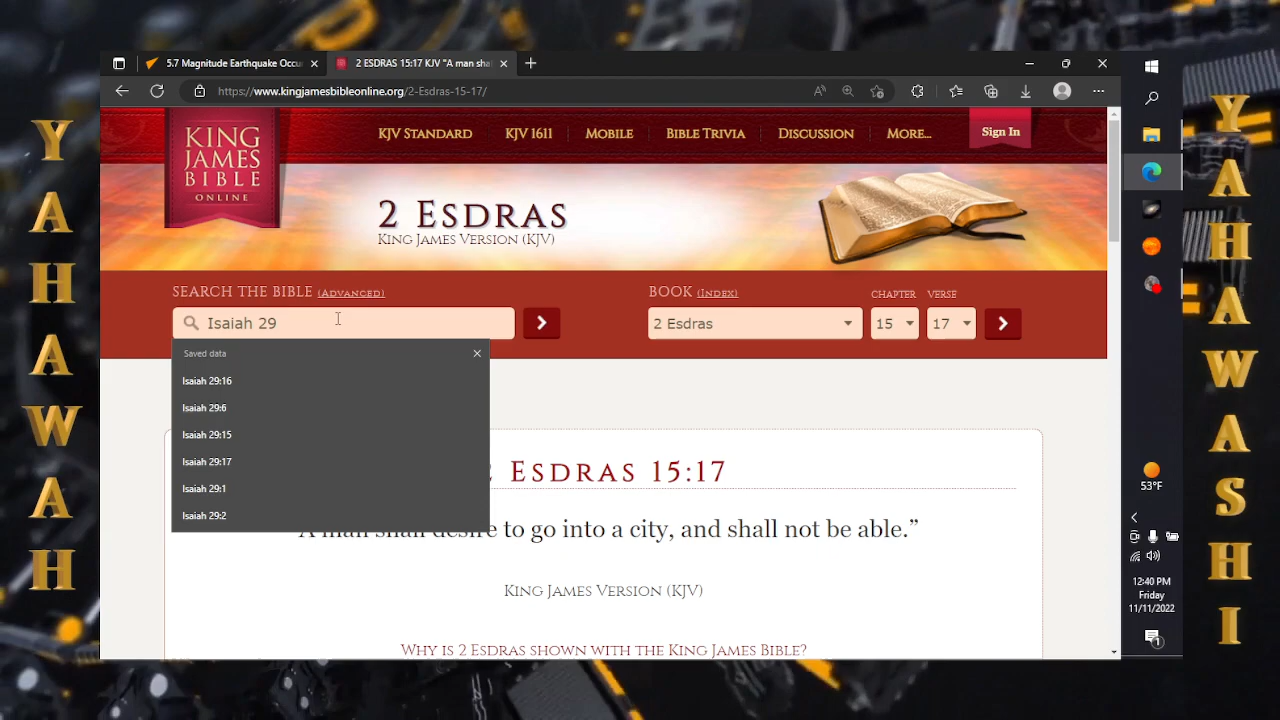 YAHAWAH
5.7 Magnitude Earthquake Occu
2 ESDRAS 15:17 KJV "A man sha
https://www.kingjamesbibleonline.org/2-Esdras-15-17/
KING
JAMES
BIBLE
ONLINE
KJV STANDARD
KJV 1611
MOBILE
BIBLE TRIVIA
DISCUSSION
MORE...
Sign In
2 ESDRAS
KING JAMES VERSION (KJV)
SEARCH THE BIBLE (ADVANCED)
BOOK (INDEX)
CHAPTER
VERSE
Isaiah 29
2 Esdras
15
17
Saved data
Isaiah 29:16
Isaiah 29:6
Isaiah 29:15
Isaiah 29:17
Isaiah 29:1
Isaiah 29:2
ESDRAS 15:17
A man shall desire to go into a city, and shall not be able.”
KING JAMES VERSION (KJV)
WHY IS 2 ESDRAS SHOWN WITH THE KING JAMES BIBLE?
53°F
12:40 PM
Friday
11/11/2022
1
YAHAWASHI